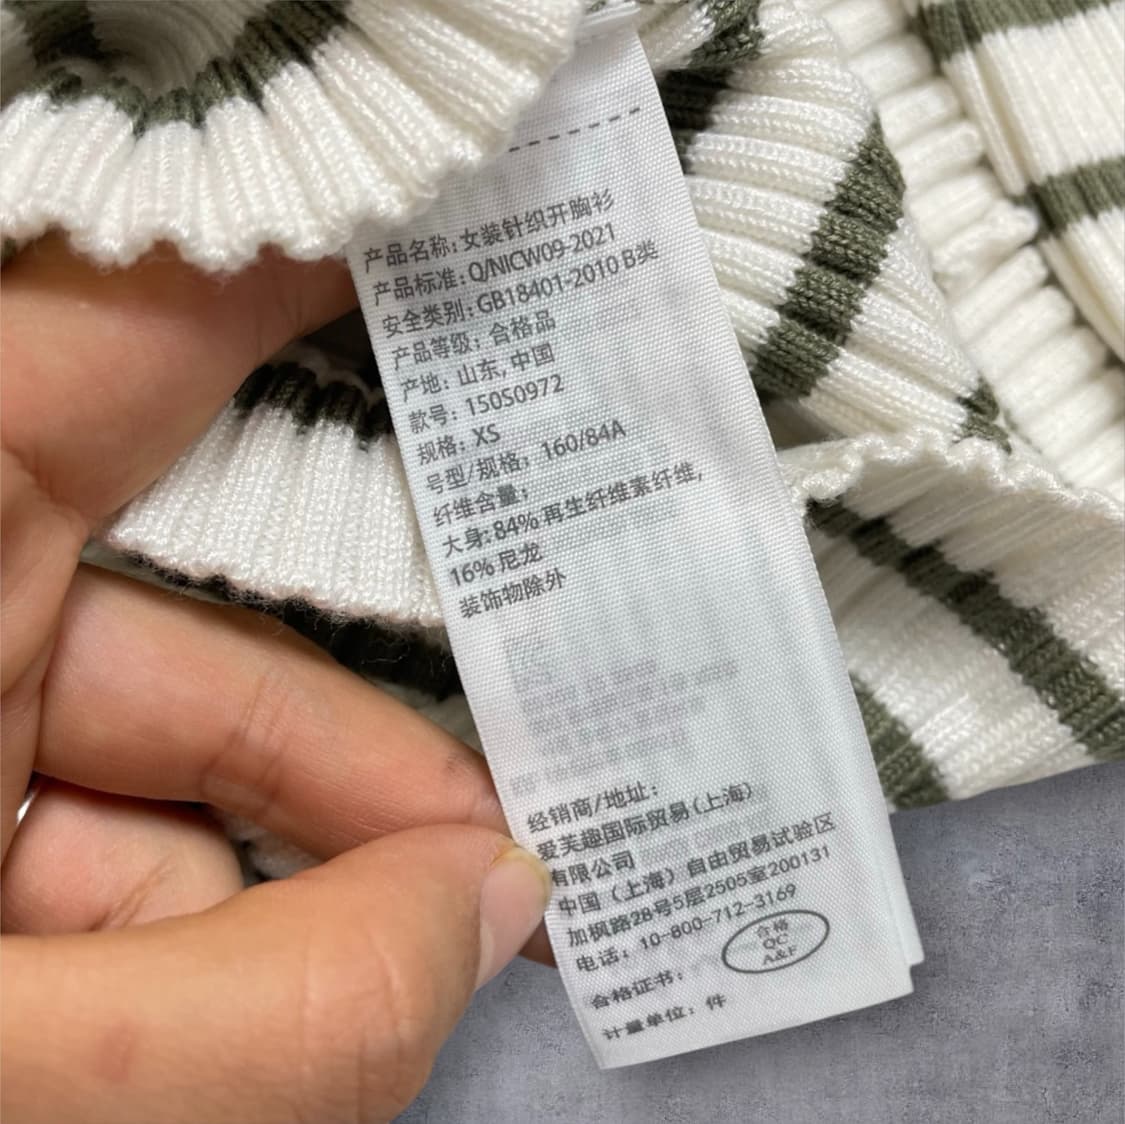 产品名称: 女装针织开胸衫
产品标准: Q/NICW09-2021
安全类别: GB18401-2010 B类
产品等级: 合格品
产地: 山东, 中国
款号: 15050972
规格: XS
号型/规格: 160/84A
纤维含量:
大身: 84% 再生纤维素纤维,
16% 尼龙
装饰物除外
经销商/地址:
爱芙趣国际贸易(上海)
有限公司
中国（上海）自由贸易试验区
加枫路28号5层2505室200131
电话: 10-800-712-3169
合格
QC
A&F
合格证书:
计量单位: 件